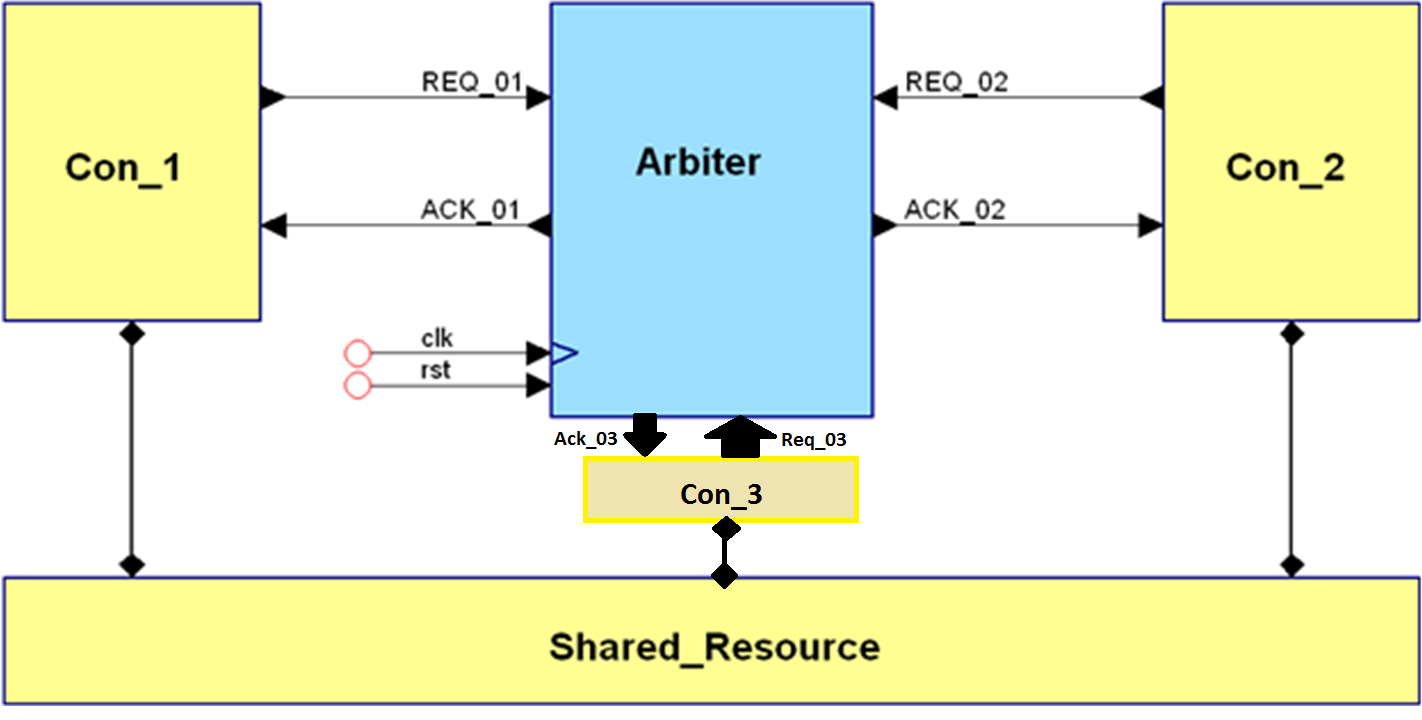 REQ_01
REQ_02
Con_1
Arbiter
Con_2
ACK_01
ACK_02
clk
rst
Ack_03
Req_03
Con_3
Shared_Resource